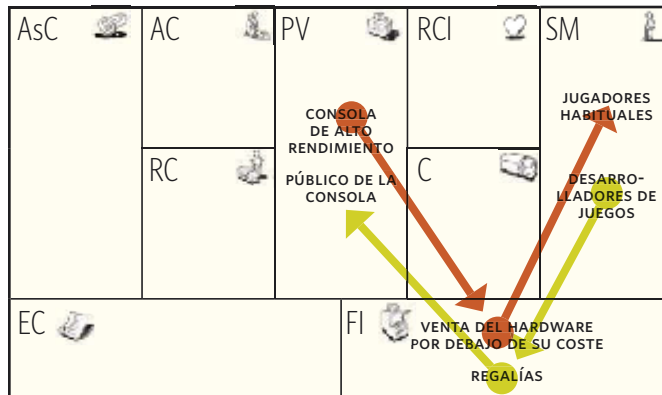 AsC
AC
PV
RCl
SM
CONSOLA
DE ALTO
RENDIMIENTO
PÚBLICO DE LA
CONSOLA
JUGADORES
HABITUALES
RC
C
DESARRO-
LLADORES DE
JUEGOS
EC
FI
VENTA DEL HARDWARE
POR DEBAJO DE SU COSTE
REGALÍAS